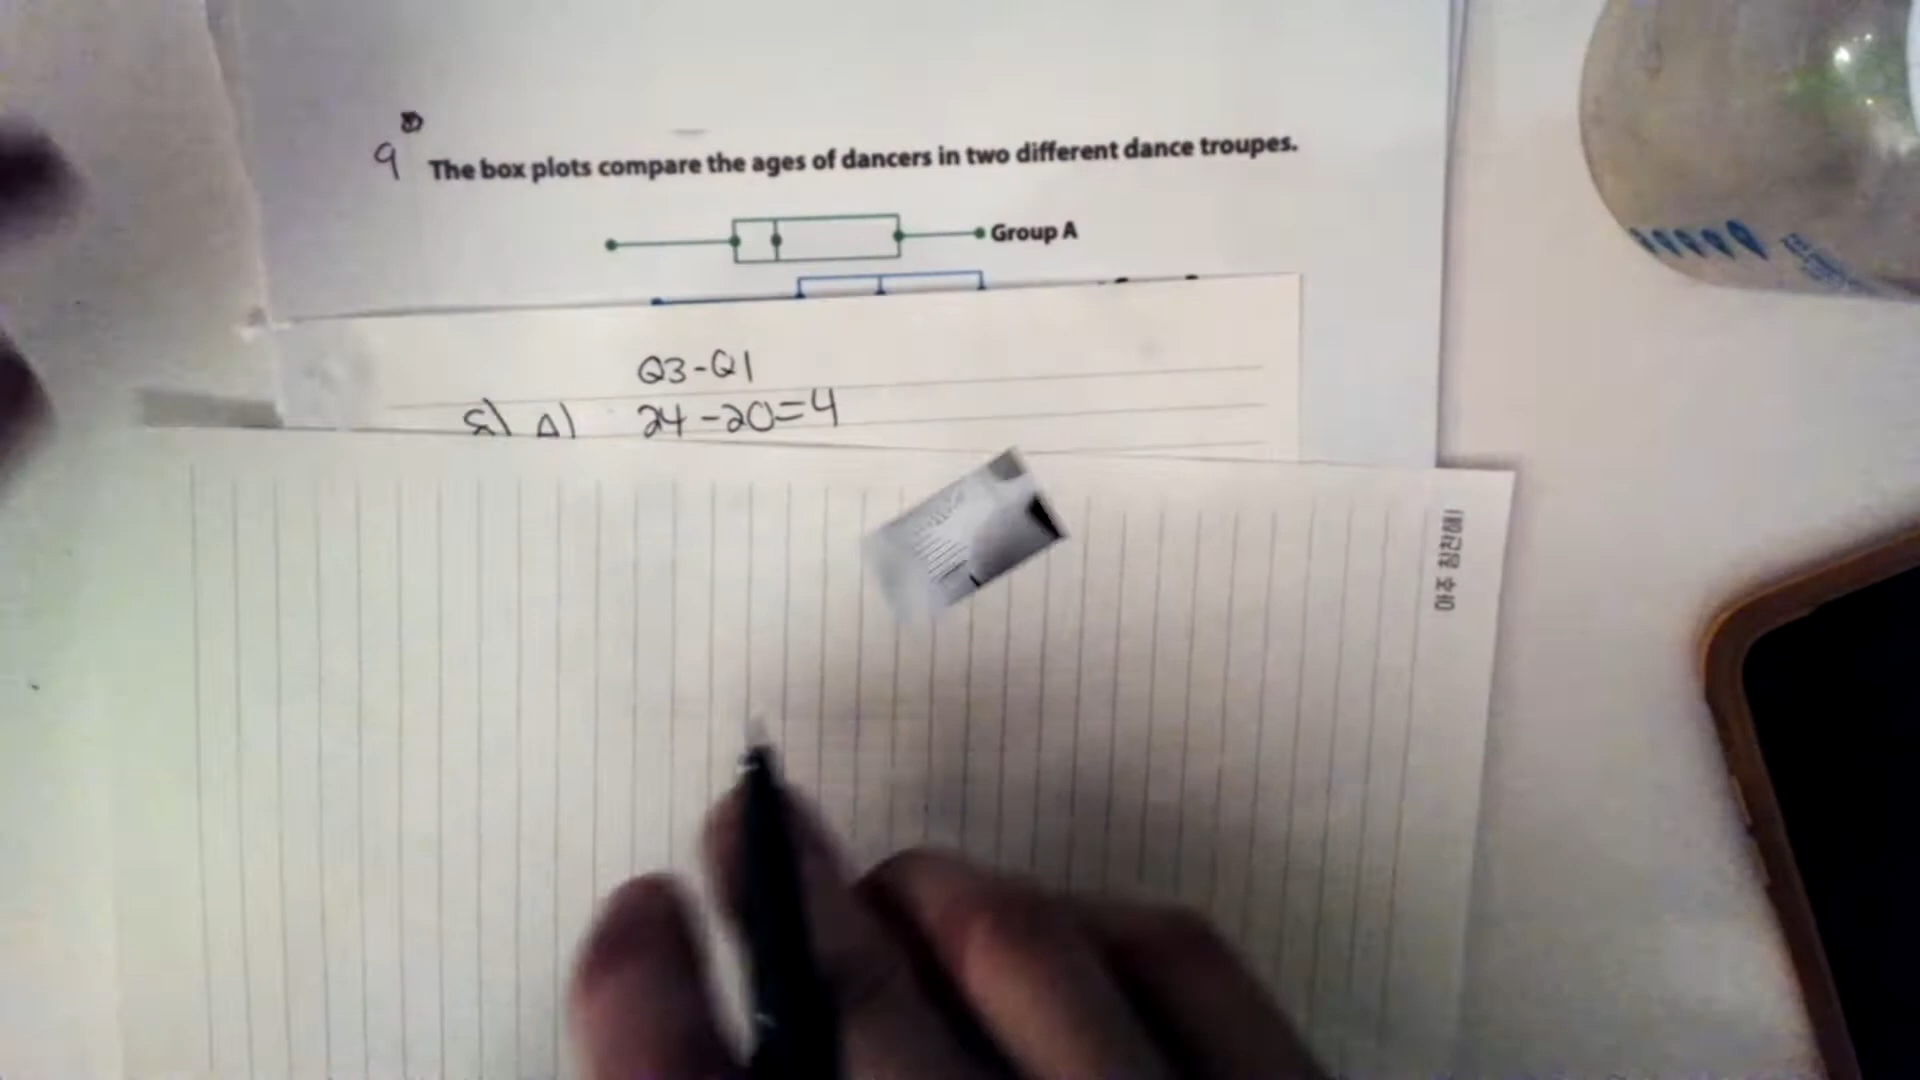 9
The box plots compare the ages of dancers in two different dance troupes.
Group A
Q3-Q1
24-20=4